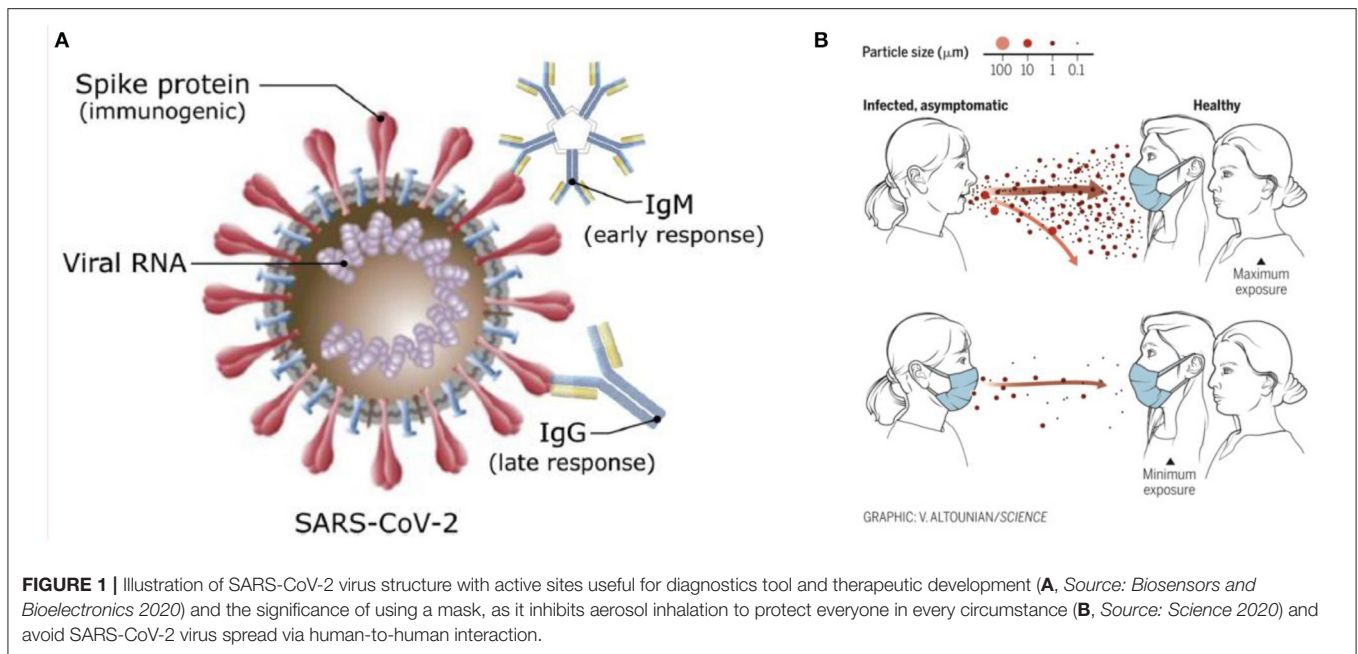 A
Spike protein
(immunogenic)
Viral RNA
IgM
(early response)
IgG
(late response)
SARS-CoV-2
B
Particle size (μm)
100 10 1 0.1
Infected, asymptomatic
Healthy
Maximum
exposure
Minimum
exposure
GRAPHIC: V. ALTOUNIAN/SCIENCE
FIGURE 1 | Illustration of SARS-CoV-2 virus structure with active sites useful for diagnostics tool and therapeutic development (A, Source: Biosensors and
Bioelectronics 2020) and the significance of using a mask, as it inhibits aerosol inhalation to protect everyone in every circumstance (B, Source: Science 2020) and
avoid SARS-CoV-2 virus spread via human-to-human interaction.